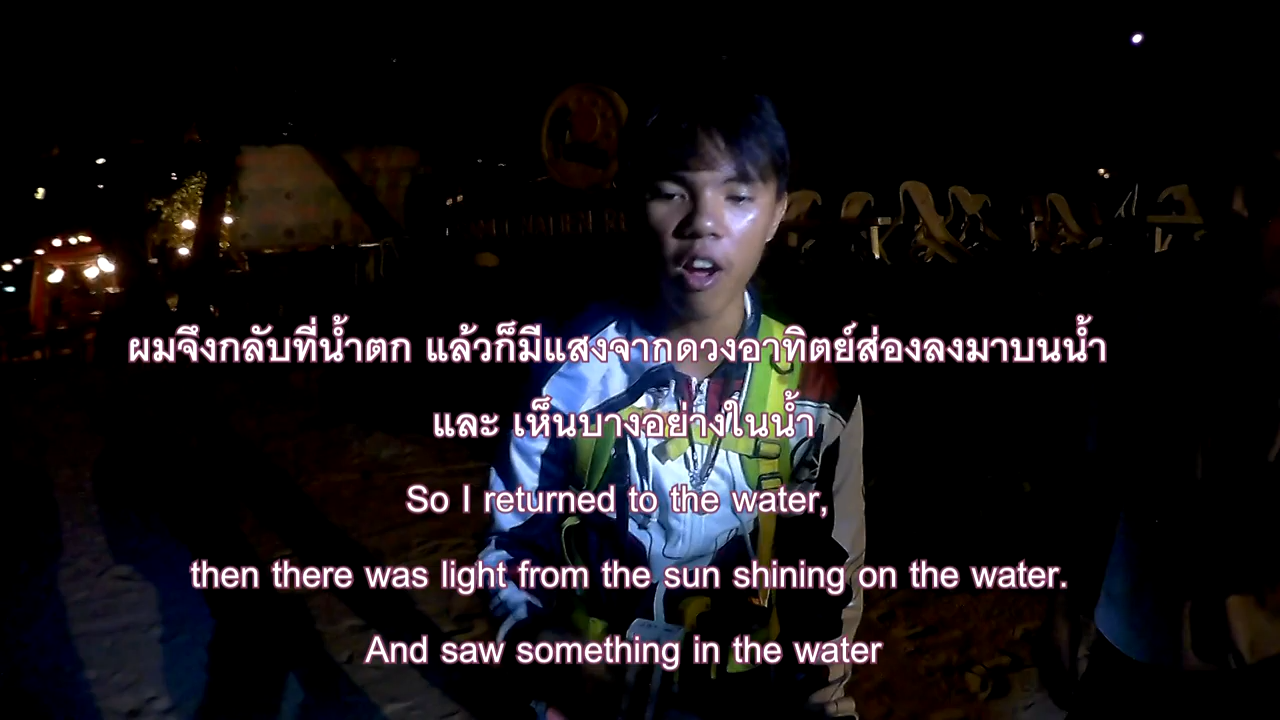 ผมจึงกลับที่น้ำตก แล้วก็มีแสงจากดวงอาทิตย์ส่องลงมาบนน้ำ
และ เห็นบางอย่างในน้ำ
So I returned to the water,
then there was light from the sun shining on the water.
And saw something in the water